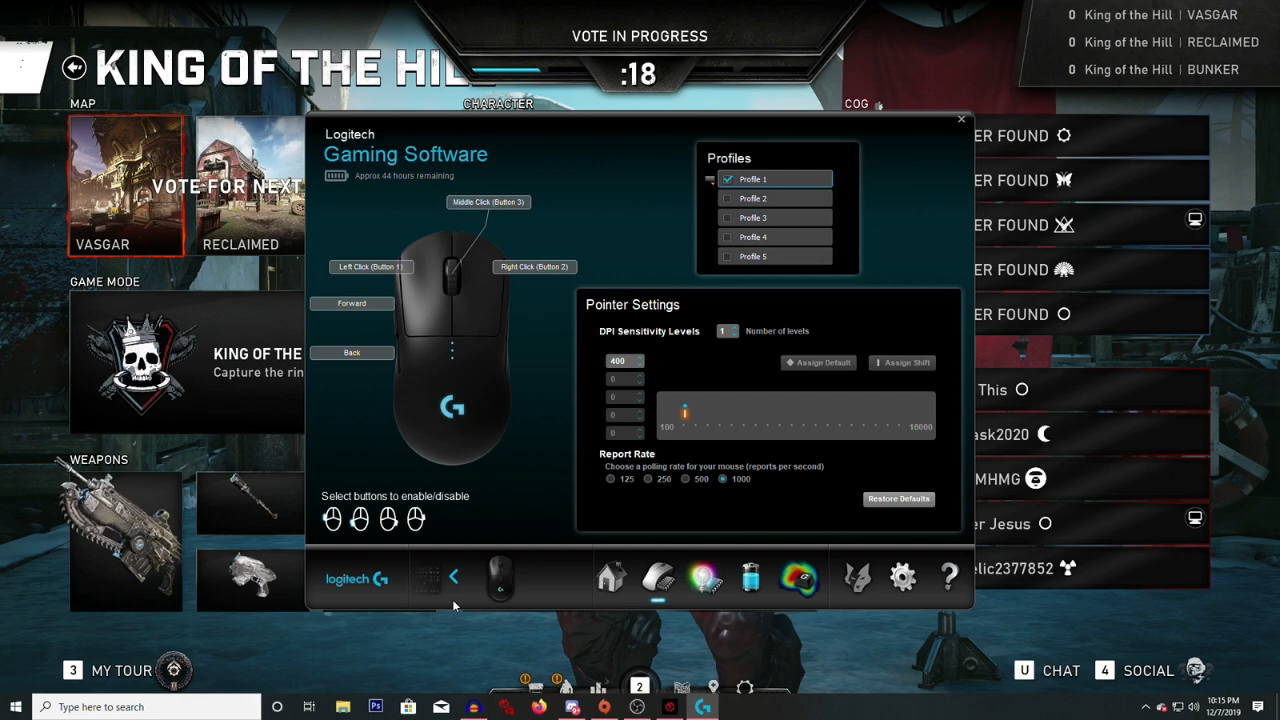 VOTE IN PROGRESS
:18
0 King of the Hill | VASGAR
0 King of the Hill | RECLAIMED
0 King of the Hill | BUNKER
KING OF THE HIL
MAP
CHARACTER
COG
VOTE FOR NEXT
VASGAR
RECLAIMED
GAME MODE
KING OF THE
Capture the rin
WEAPONS
Logitech
Gaming Software
Approx 44 hours remaining
Middle Click (Button 3)
Left Click (Button 1)
Right Click (Button 2)
Forward
Back
G
Select buttons to enable/disable
Profiles
Profile 1
Profile 2
Profile 3
Profile 4
Profile 5
Pointer Settings
DPI Sensitivity Levels 1 Number of levels
400
0
0
0
0
Assign Default
Assign Shift
100
16000
Report Rate
Choose a polling rate for your mouse (reports per second)
125 250 500 1000
Restore Defaults
logitech G
?
ER FOUND
ER FOUND
ER FOUND
ER FOUND
ER FOUND
This
ask2020
MHMG
er Jesus
elic2377852
3 MY TOUR
2
U CHAT
4 SOCIAL
Type here to search
Ps
G
10:15 PM
12/7/2019